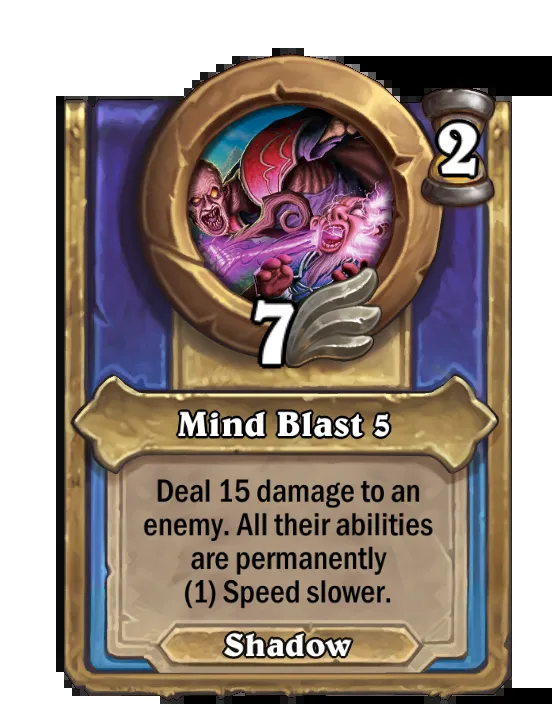 2
7
Mind Blast 5
Deal 15 damage to an
enemy. All their abilities
are permanently
(1) Speed slower.
Shadow